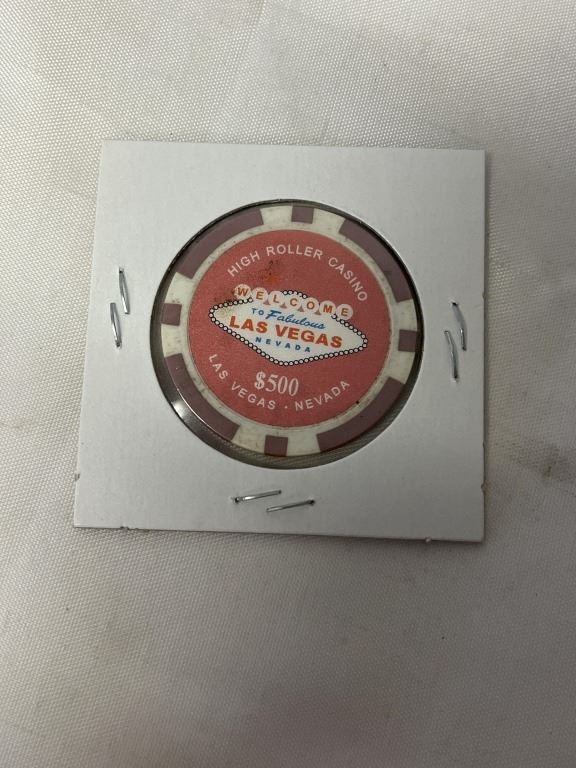 HIGH ROLLER CASINO
WELCOME
TO Fabulous
LAS VEGAS
NEVADA
$500
LAS VEGAS · NEVADA